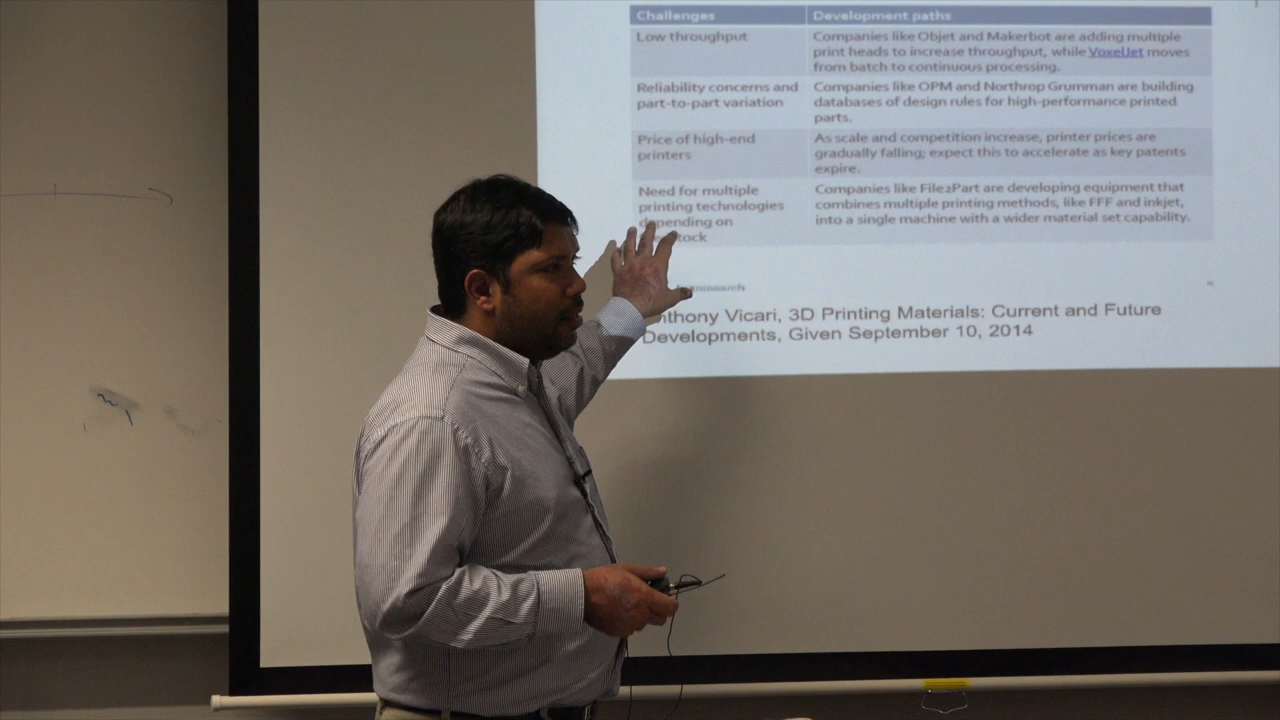 Challenges
Development paths
Low throughput
Companies like Objet and Makerbot are adding multiple
print heads to increase throughput, while VoxelJet moves
from batch to continuous processing.
Reliability concerns and
part-to-part variation
Companies like OPM and Northrop Grumman are building
databases of design rules for high-performance printed
parts.
Price of high-end
printers
As scale and competition increase, printer prices are
gradually falling; expect this to accelerate as key patents
expire.
Need for multiple
printing technologies
depending on
Companies like File2Part are developing equipment that
combines multiple printing methods, like FFF and inkjet,
into a single machine with a wider material set capability.
Vicari, 3D Printing Materials: Current and Future
Developments, Given September 10, 2014